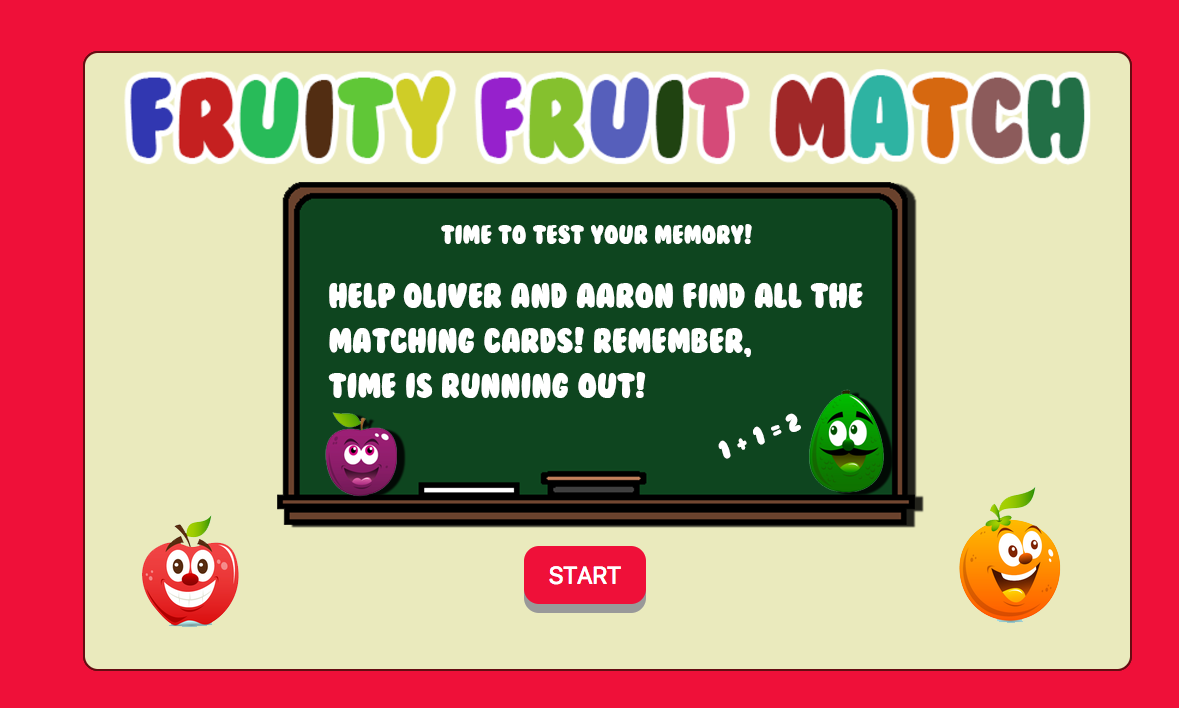 FRUITY FRUIT MATCH
TIME TO TEST YOUR MEMORY!
HELP OLIVER AND AARON FIND ALL THE
MATCHING CARDS! REMEMBER,
TIME IS RUNNING OUT!
1 + 1 = 2
START